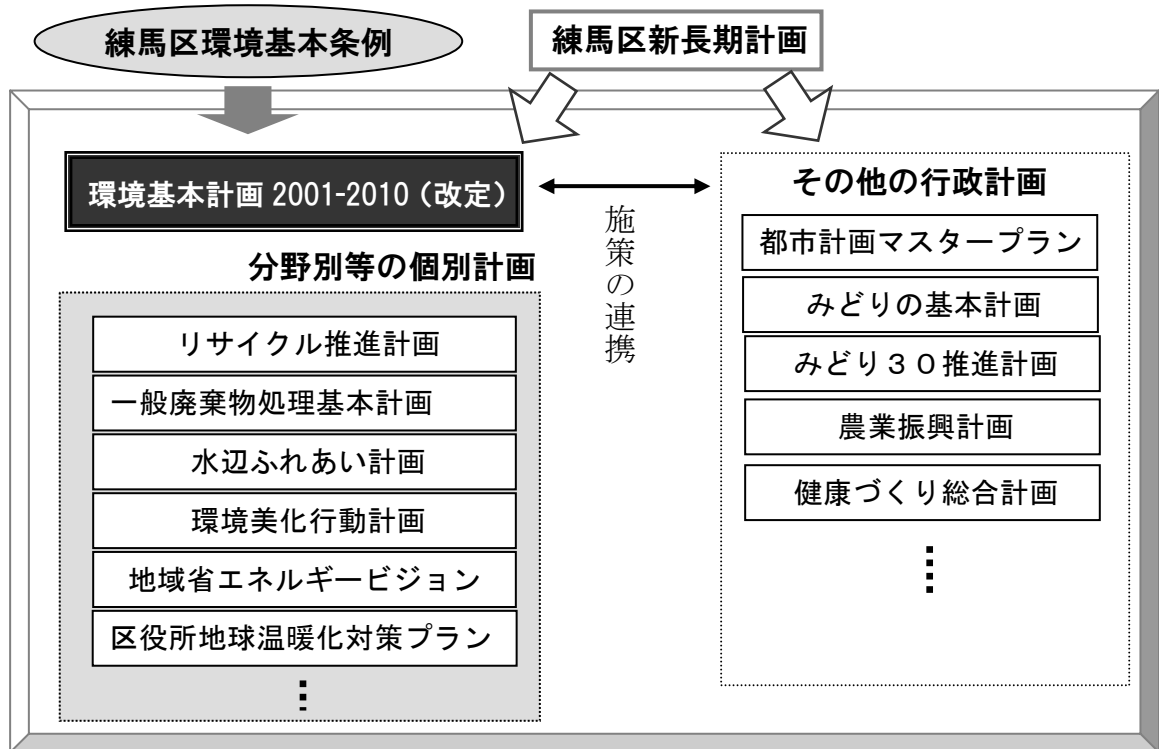 練馬区環境基本条例
練馬区新長期計画
環境基本計画 2001-2010（改定）
施策の連携
分野別等の個別計画
リサイクル推進計画
一般廃棄物処理基本計画
水辺ふれあい計画
環境美化行動計画
地域省エネルギービジョン
区役所地球温暖化対策プラン
その他の行政計画
都市計画マスタープラン
みどりの基本計画
みどり３０推進計画
農業振興計画
健康づくり総合計画